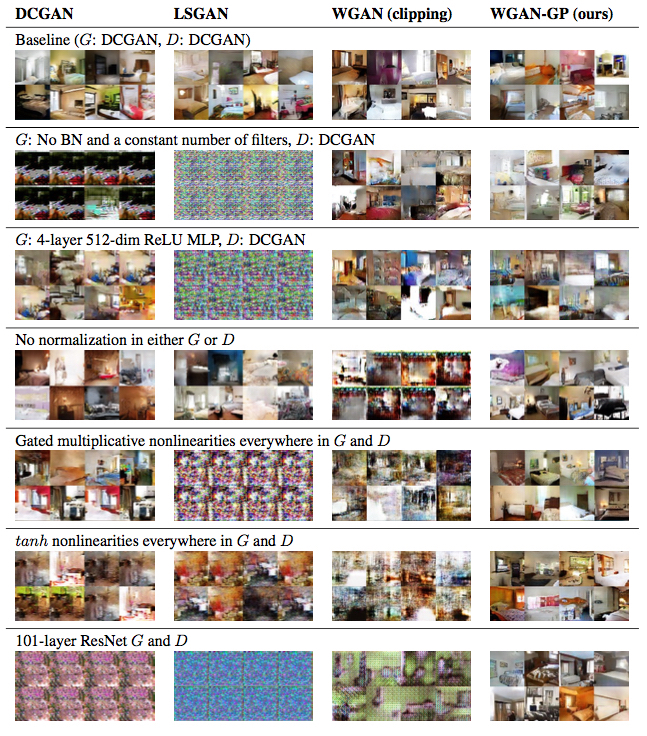 DCGAN LSGAN WGAN (clipping) WGAN-GP (ours)
Baseline (G: DCGAN, D: DCGAN)
G: No BN and a constant number of filters, D: DCGAN
G: 4-layer 512-dim ReLU MLP, D: DCGAN
No normalization in either G or D
Gated multiplicative nonlinearities everywhere in G and D
tanh nonlinearities everywhere in G and D
101-layer ResNet G and D